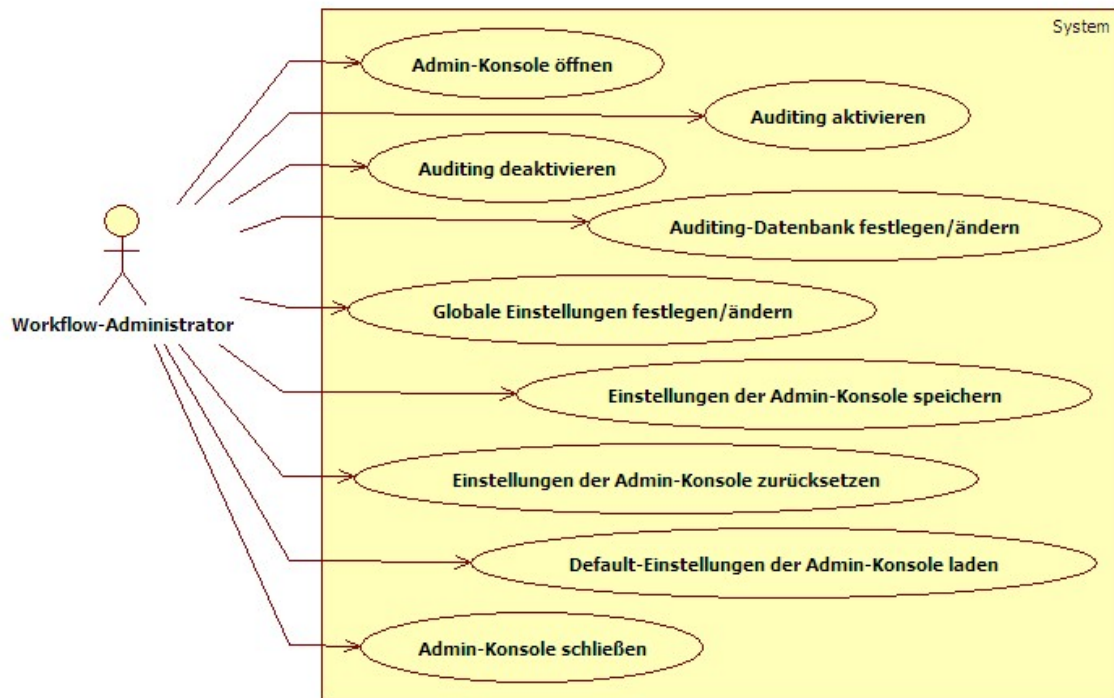 System
Admin-Konsole öffnen
Auditing aktivieren
Auditing deaktivieren
Auditing-Datenbank festlegen/ändern
Globale Einstellungen festlegen/ändern
Workflow-Administrator
Einstellungen der Admin-Konsole speichern
Einstellungen der Admin-Konsole zurücksetzen
Default-Einstellungen der Admin-Konsole laden
Admin-Konsole schließen